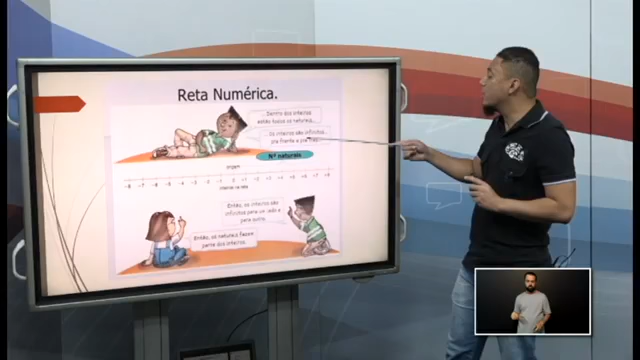 Reta Numérica.
Dentro dos inteiros
estão todos os naturais.
Os inteiros são infinitos
pra frente e pra
Nº naturais
origem
-8 -7 -6 -5 -4 -3 -2 -1 0 +1 +2 +3 +4 +5 +6 +7 +8
Então, os inteiros são
infinitos para um lado e
para outro.
Então, os naturais fazem
parte dos inteiros.